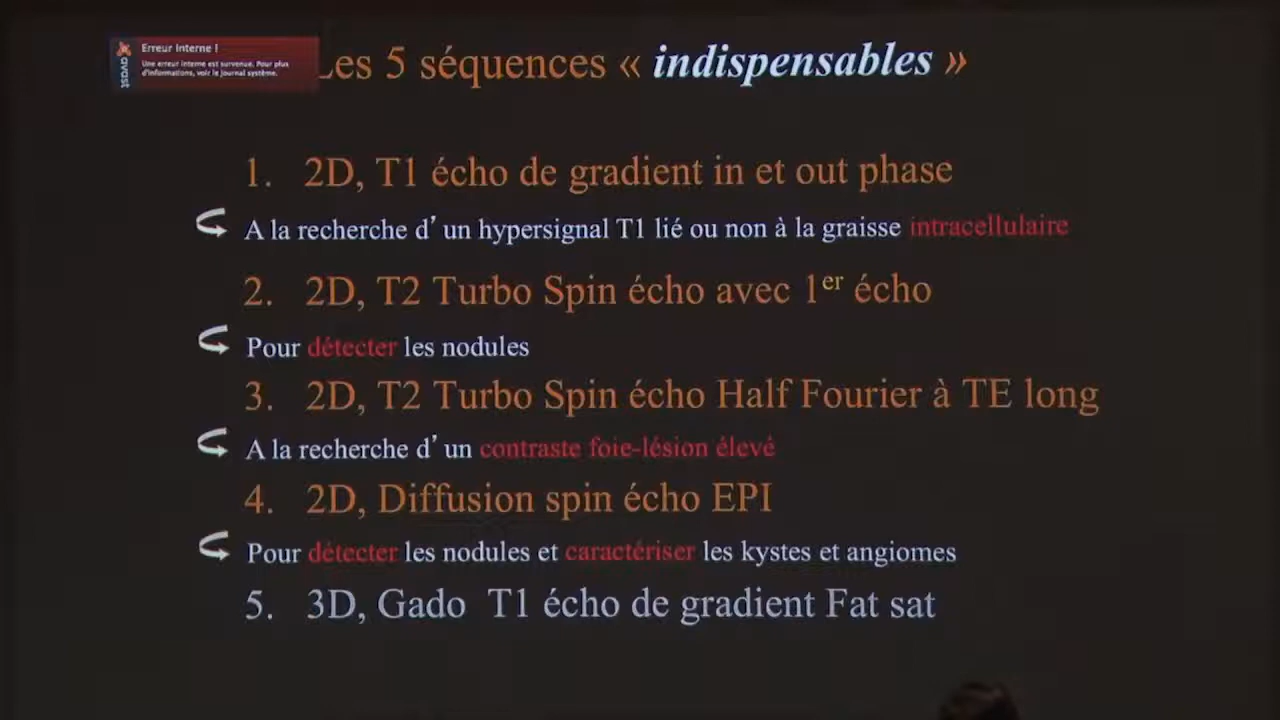 Erreur Interne !
Une erreur interne est survenue. Pour plus
d'informations, voir le journal système.
avast
Les 5 séquences « indispensables »
1. 2D, T1 écho de gradient in et out phase
A la recherche d’un hypersignal T1 lié ou non à la graisse intracellulaire
2. 2D, T2 Turbo Spin écho avec 1er écho
Pour détecter les nodules
3. 2D, T2 Turbo Spin écho Half Fourier à TE long
A la recherche d’un contraste foie-lésion élevé
4. 2D, Diffusion spin écho EPI
Pour détecter les nodules et caractériser les kystes et angiomes
5. 3D, Gado T1 écho de gradient Fat sat